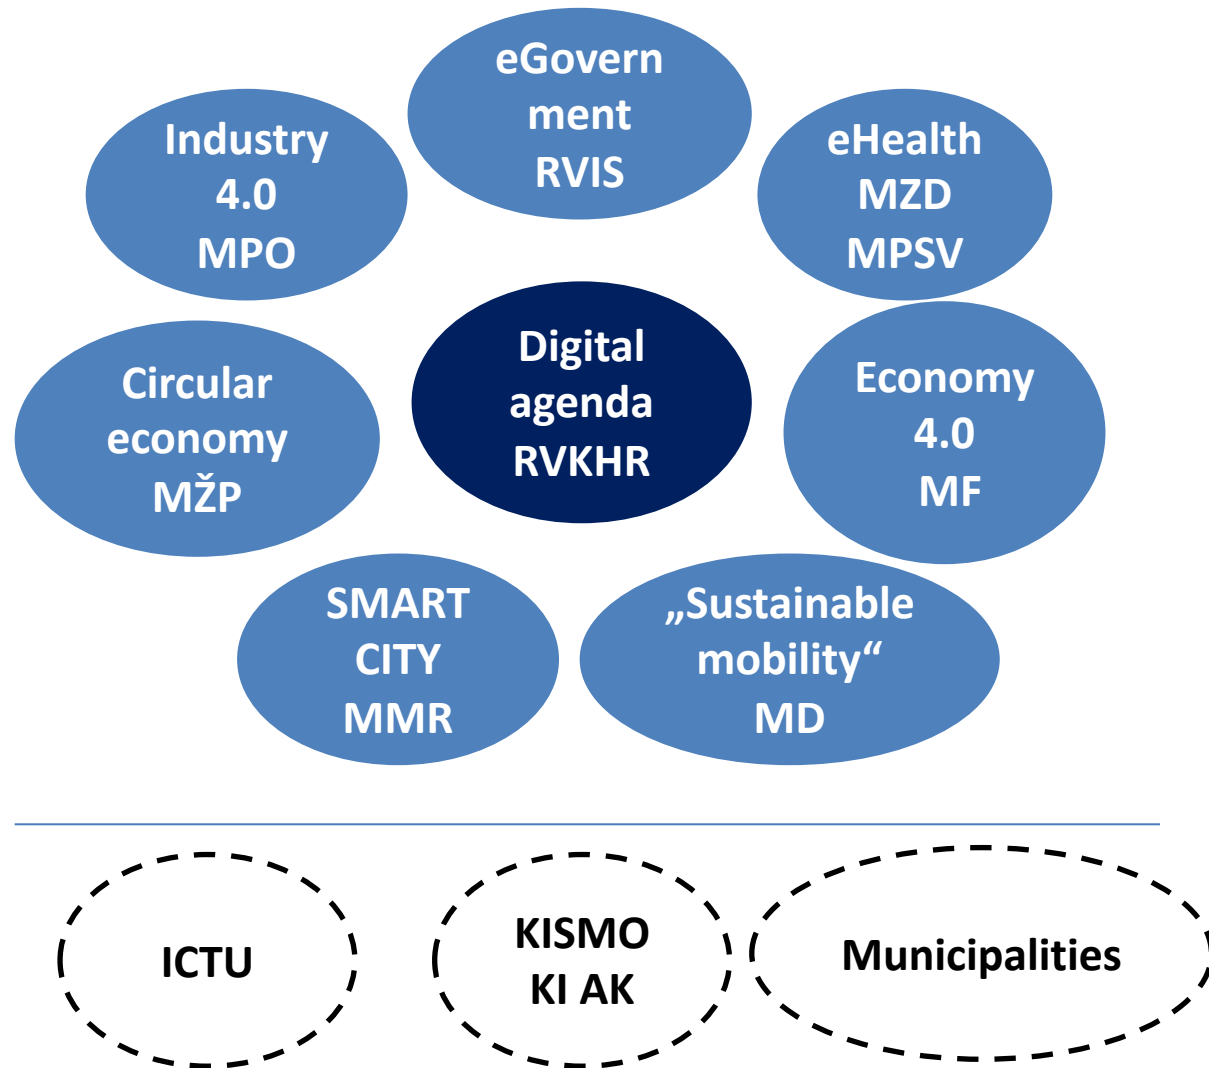 eGovern
ment
RVIS
Industry
4.0
MPO
eHealth
MZD
MPSV
Digital
agenda
RVKHR
Circular
economy
MŽP
Economy
4.0
MF
SMART
CITY
MMR
„Sustainable
mobility“
MD
ICTU
KISMO
KI AK
Municipalities